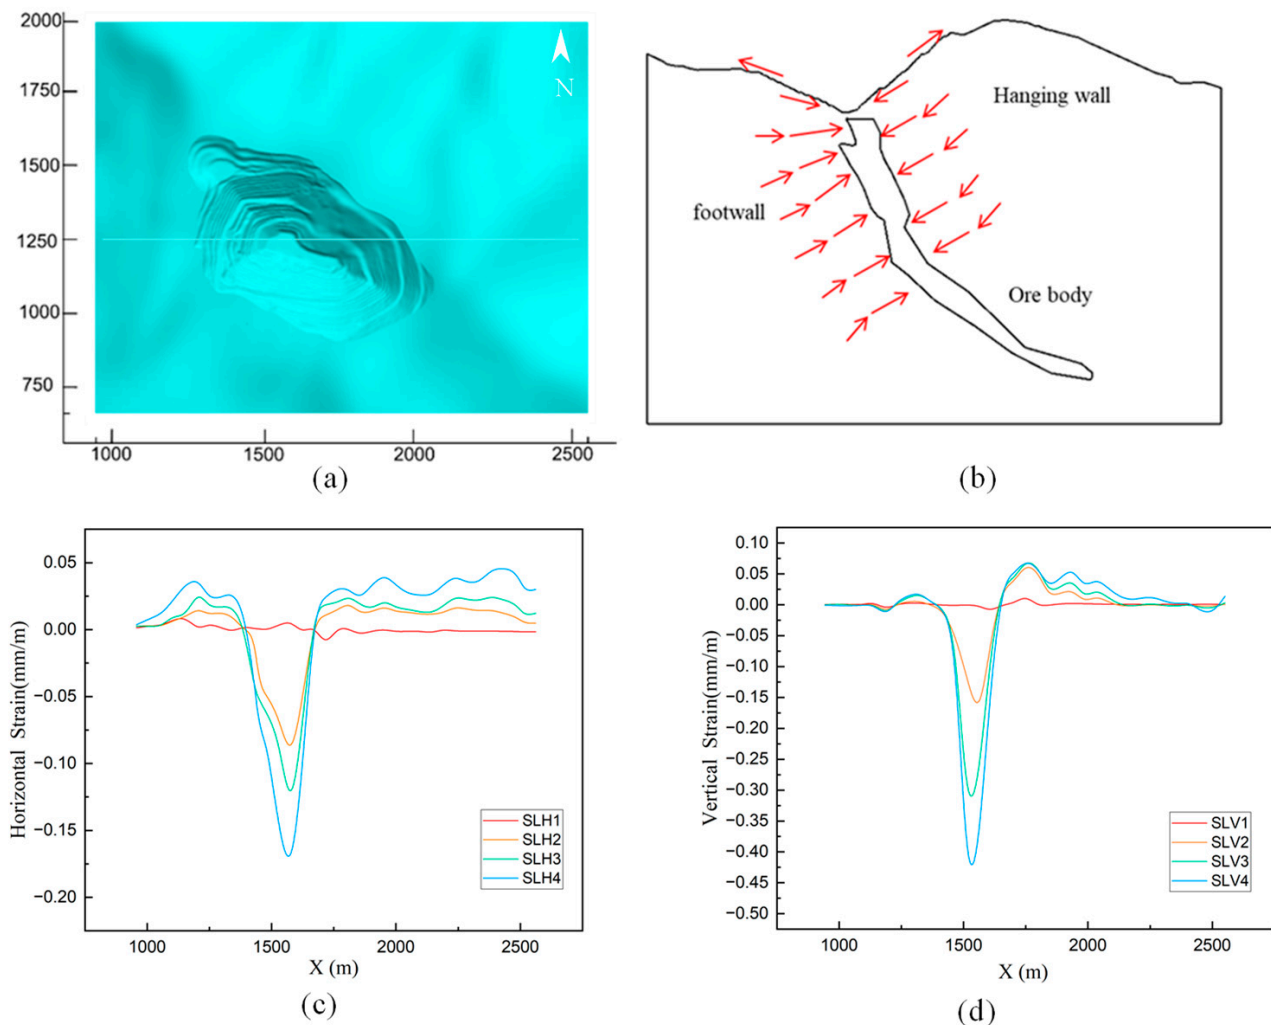 2000
1750
1500
1250
1000
750
N
1000
1500
2000
2500
(a)
Hanging wall
footwall
Ore body
(b)
Horizontal Strain(mm/m)
0.05
0.00
−0.05
−0.10
−0.15
−0.20
SLH1
SLH2
SLH3
SLH4
1000
1500
2000
2500
X (m)
(c)
Vertical Strain(mm/m)
0.10
0.05
0.00
−0.05
−0.10
−0.15
−0.20
−0.25
−0.30
−0.35
−0.40
−0.45
−0.50
SLV1
SLV2
SLV3
SLV4
1000
1500
2000
2500
X (m)
(d)